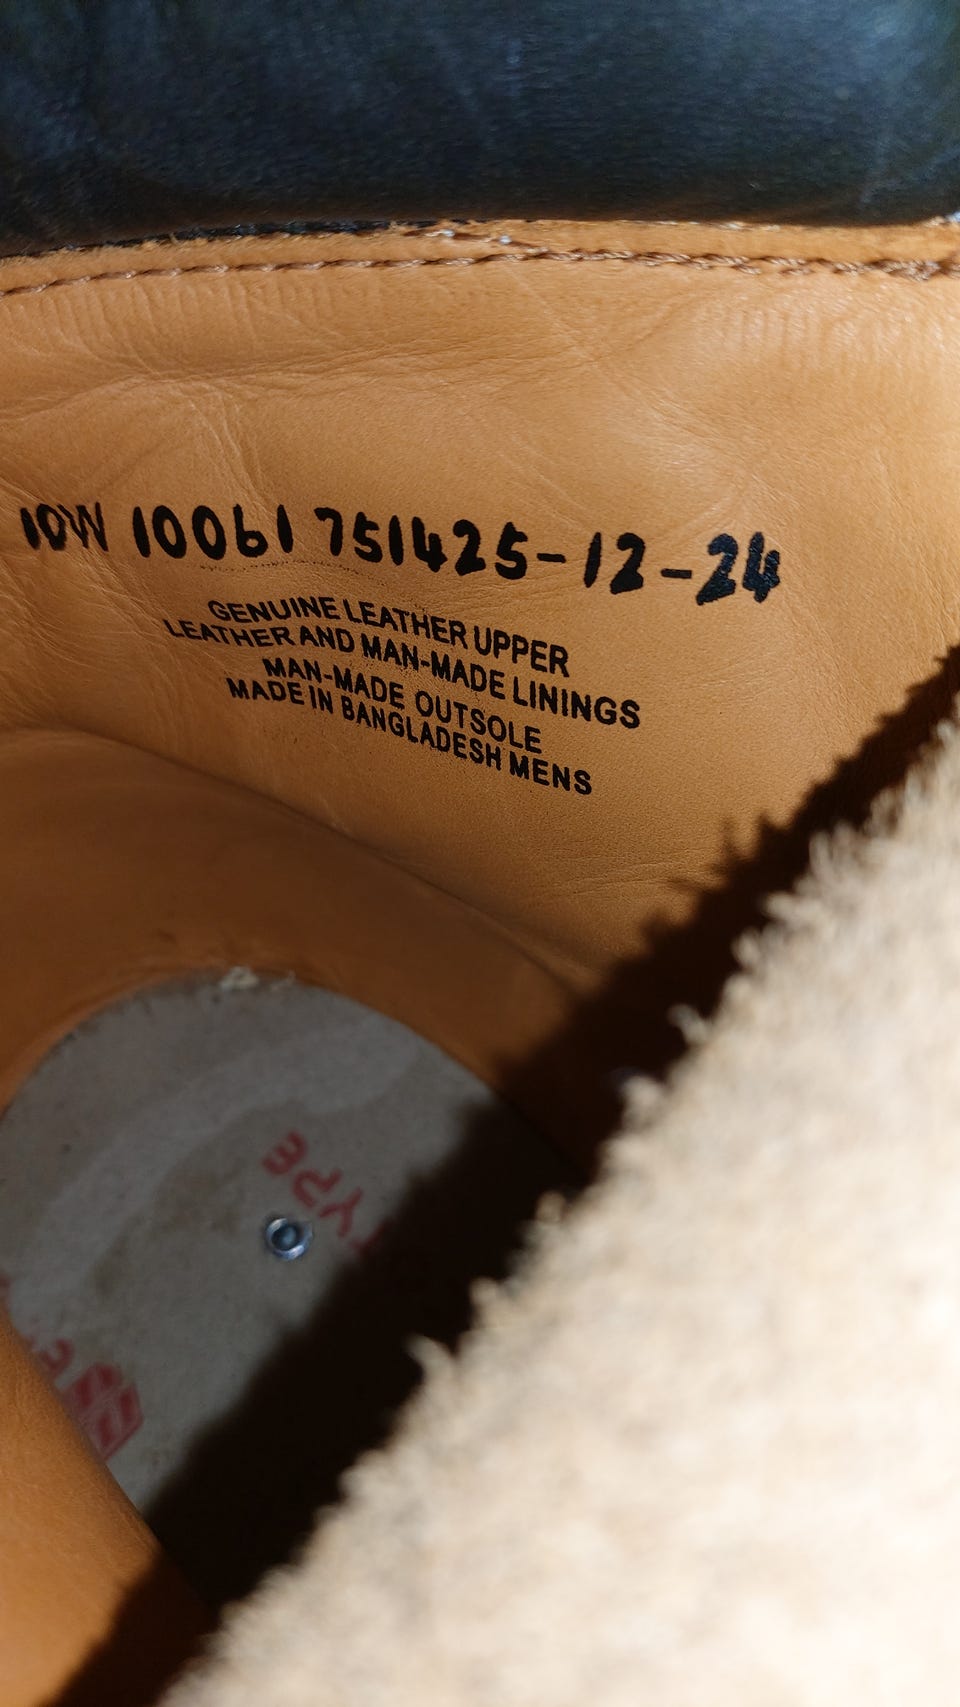 10W 10061 751425-12-24
GENUINE LEATHER UPPER
LEATHER AND MAN-MADE LININGS
MAN-MADE OUTSOLE
MADE IN BANGLADESH MENS
TYPE